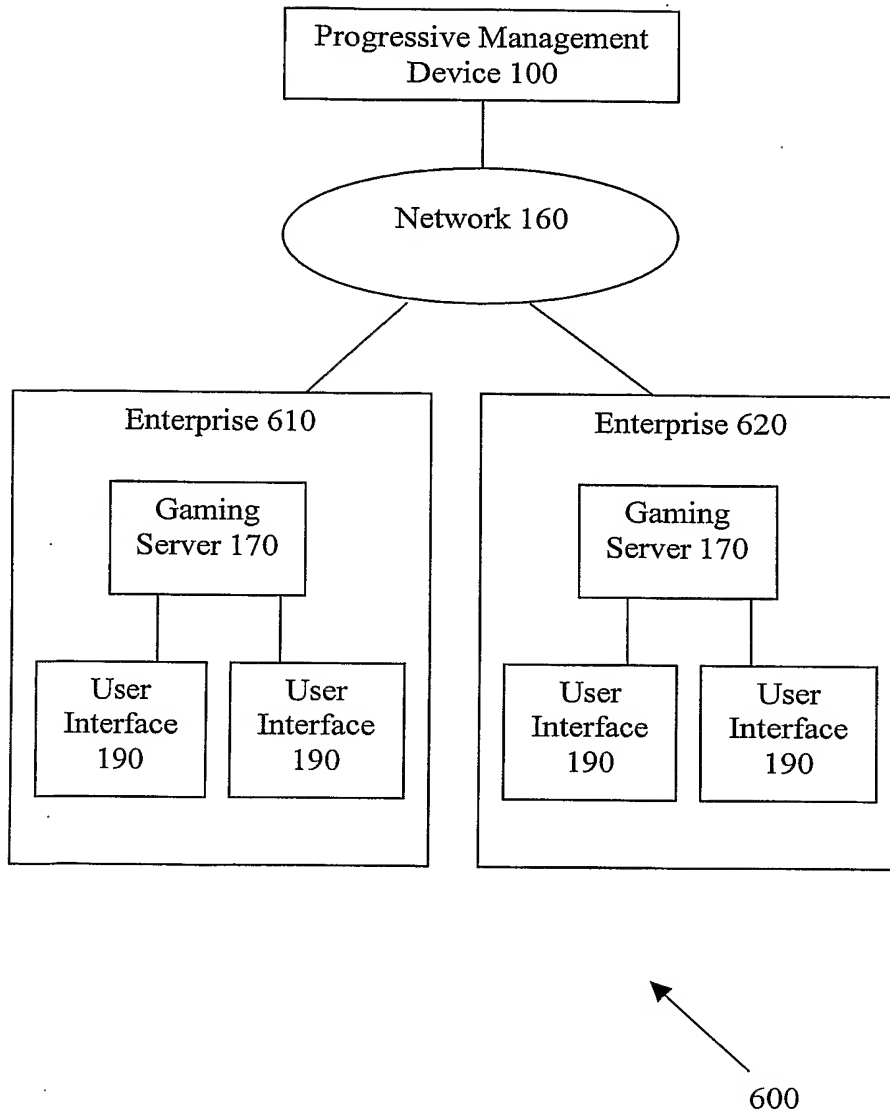 Progressive Management
Device 100
Network 160
Enterprise 610
Gaming
Server 170
User
Interface
190
User
Interface
190
Enterprise 620
Gaming
Server 170
User
Interface
190
User
Interface
190
600